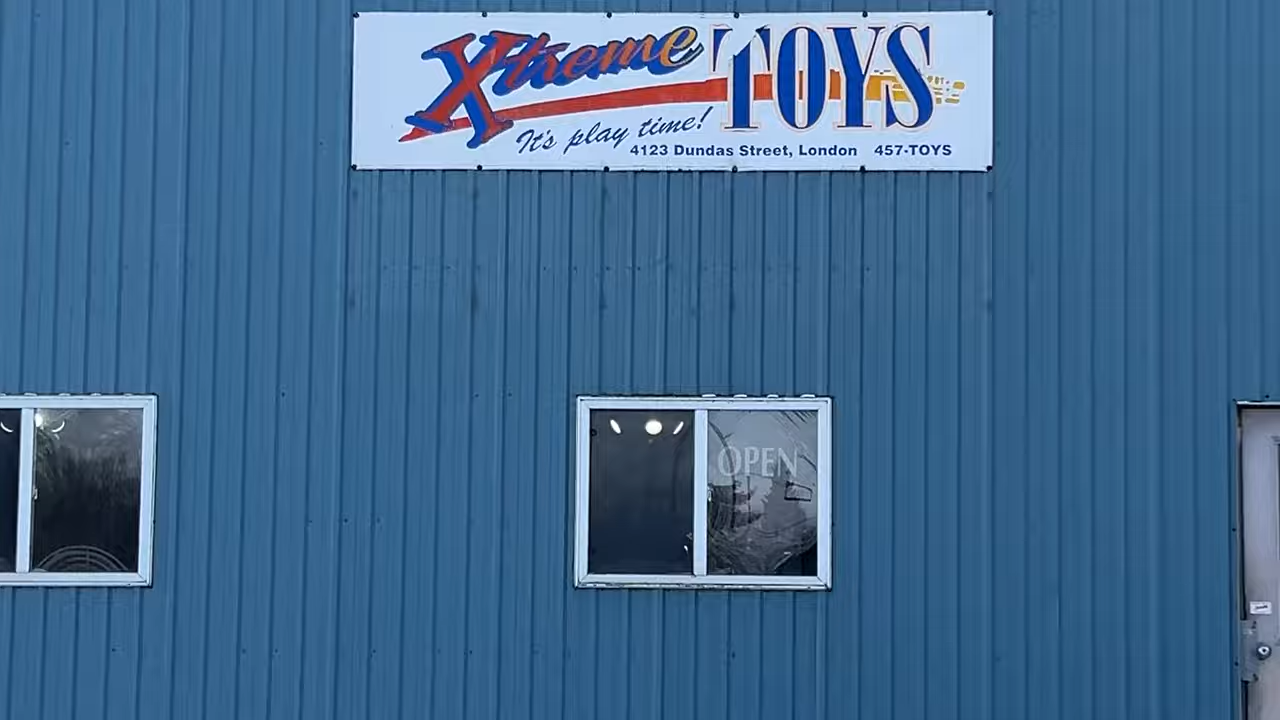 Xtreme TOYS
It's play time!
4123 Dundas Street, London 457-TOYS
OPEN